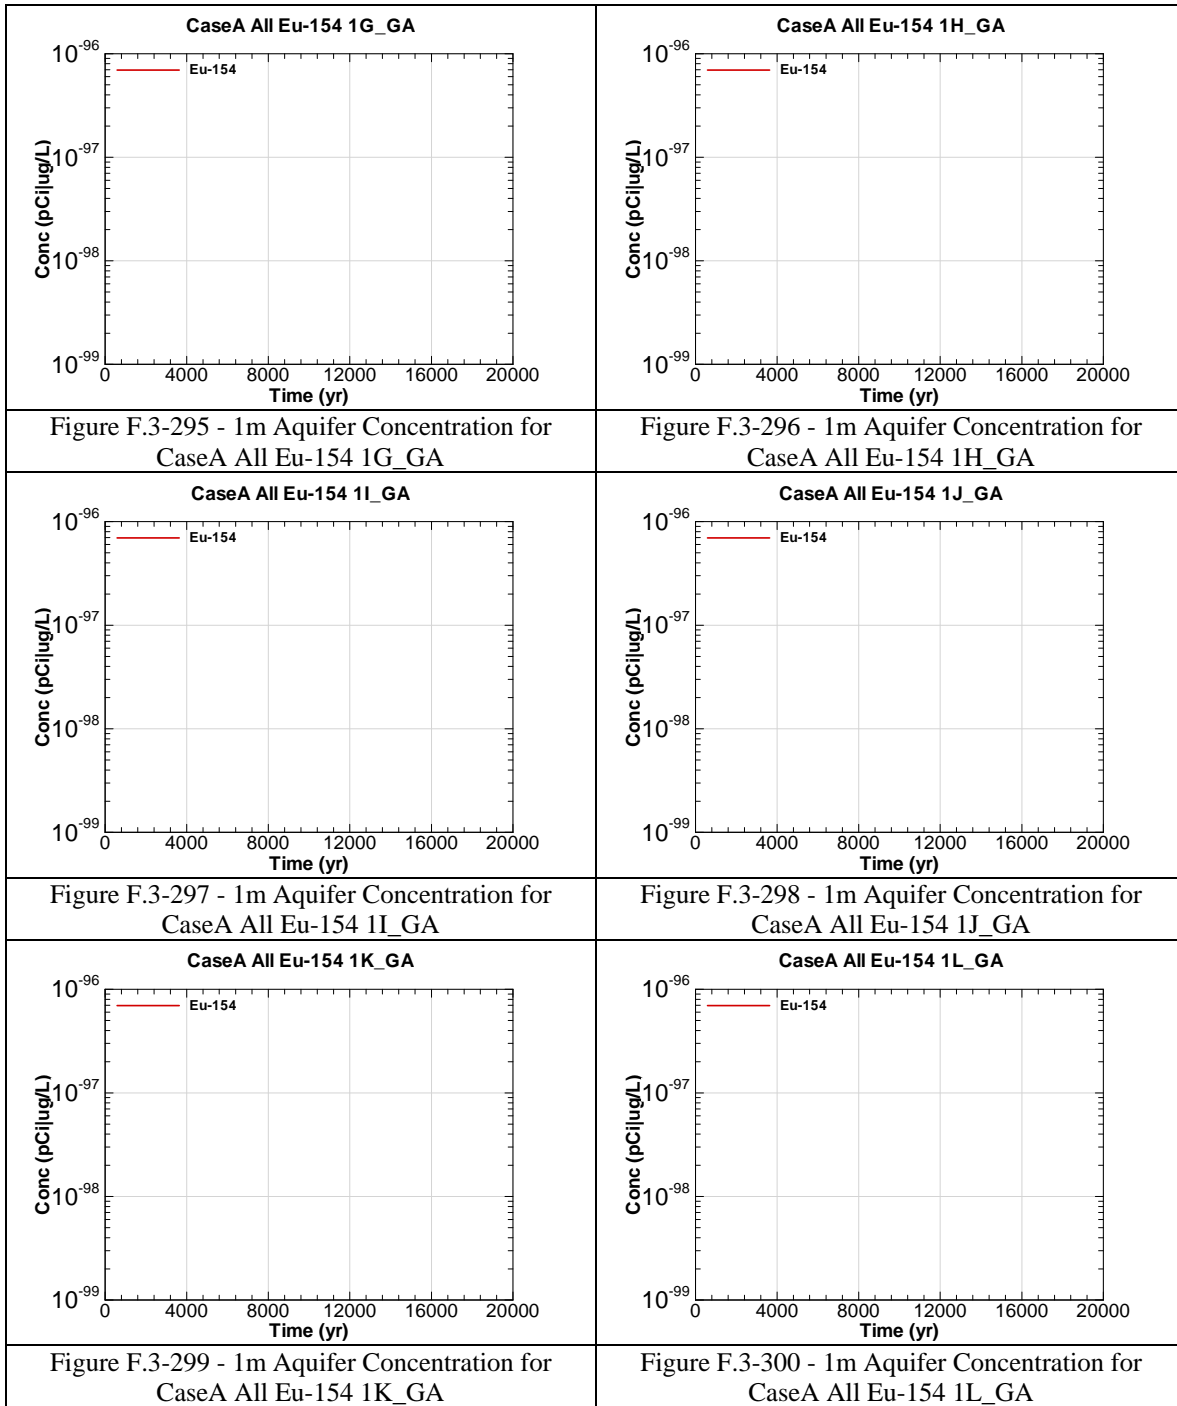 CaseA All Eu-154 1G_GA
10^-96
Eu-154
10^-97
Conc (pCi|ug/L)
10^-98
10^-99
0 4000 8000 12000 16000 20000
Time (yr)
Figure F.3-295 - 1m Aquifer Concentration for
CaseA All Eu-154 1G_GA
CaseA All Eu-154 1H_GA
10^-96
Eu-154
10^-97
Conc (pCi|ug/L)
10^-98
10^-99
0 4000 8000 12000 16000 20000
Time (yr)
Figure F.3-296 - 1m Aquifer Concentration for
CaseA All Eu-154 1H_GA
CaseA All Eu-154 1I_GA
10^-96
Eu-154
10^-97
Conc (pCi|ug/L)
10^-98
10^-99
0 4000 8000 12000 16000 20000
Time (yr)
Figure F.3-297 - 1m Aquifer Concentration for
CaseA All Eu-154 1I_GA
CaseA All Eu-154 1J_GA
10^-96
Eu-154
10^-97
Conc (pCi|ug/L)
10^-98
10^-99
0 4000 8000 12000 16000 20000
Time (yr)
Figure F.3-298 - 1m Aquifer Concentration for
CaseA All Eu-154 1J_GA
CaseA All Eu-154 1K_GA
10^-96
Eu-154
10^-97
Conc (pCi|ug/L)
10^-98
10^-99
0 4000 8000 12000 16000 20000
Time (yr)
Figure F.3-299 - 1m Aquifer Concentration for
CaseA All Eu-154 1K_GA
CaseA All Eu-154 1L_GA
10^-96
Eu-154
10^-97
Conc (pCi|ug/L)
10^-98
10^-99
0 4000 8000 12000 16000 20000
Time (yr)
Figure F.3-300 - 1m Aquifer Concentration for
CaseA All Eu-154 1L_GA